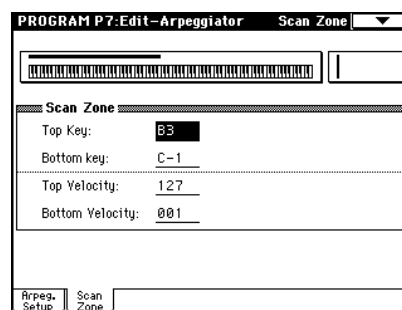 PROGRAM P7:Edit-Arpeggiator Scan Zone
Scan Zone
Top Key: B3
Bottom key: C-1
Top Velocity: 127
Bottom Velocity: 001
Arpeg. Setup
Scan Zone